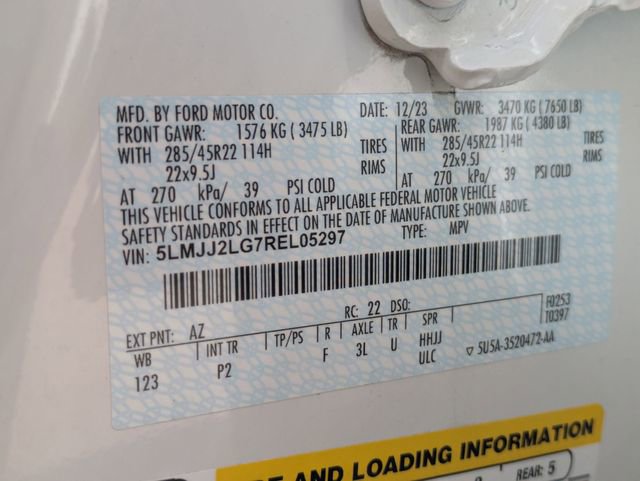 MFD. BY FORD MOTOR CO. DATE: 12/23 GVWR: 3470 KG ( 7650 LB)
FRONT GAWR: 1576 KG ( 3475 LB) REAR GAWR: 1987 KG ( 4380 LB)
WITH 285/45R22 114H TIRES WITH 285/45R22 114H TIRES
22x9.5J RIMS 22x9.5J RIMS
AT 270 kPa/ 39 PSI COLD AT 270 kPa/ 39 PSI COLD
THIS VEHICLE CONFORMS TO ALL APPLICABLE FEDERAL MOTOR VEHICLE
SAFETY STANDARDS IN EFFECT ON THE DATE OF MANUFACTURE SHOWN ABOVE.
VIN: 5LMJJ2LG7REL05297 TYPE: MPV
F0253
T0397
EXT PNT: AZ RC: 22 DSO:
WB INT TR TP/PS R AXLE TR SPR
123 P2 F 3L U HHJJ
ULC ▽ 5U5A-3520472-AA
AND LOADING INFORMATION
REAR: 5